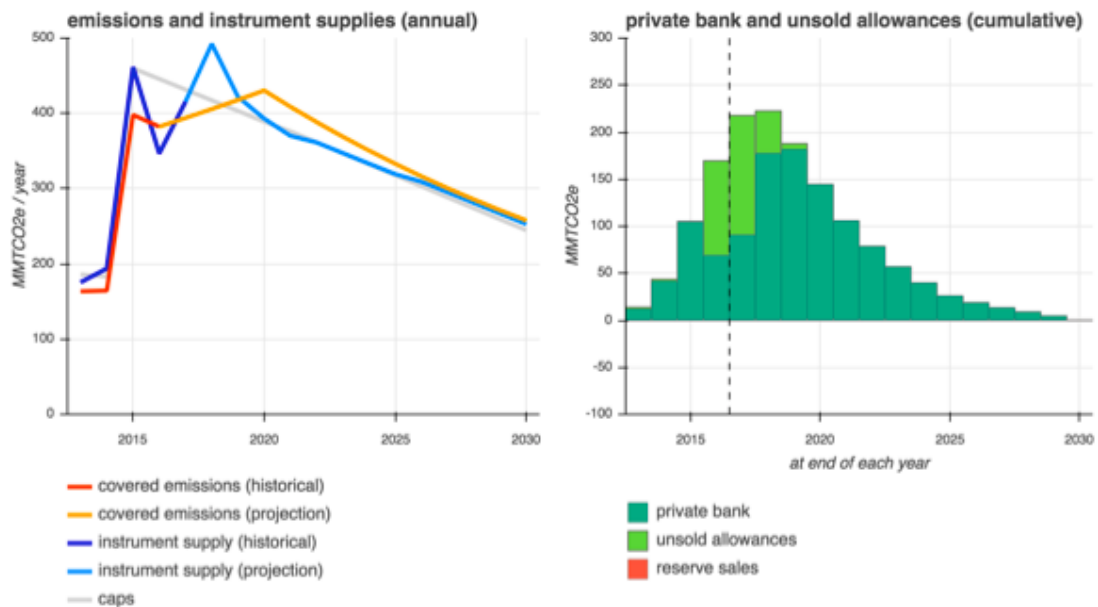 emissions and instrument supplies (annual)
500
400
300
200
100
0
MMTCO2e / year
2015
2020
2025
2030
covered emissions (historical)
covered emissions (projection)
instrument supply (historical)
instrument supply (projection)
caps
private bank and unsold allowances (cumulative)
300
250
200
150
100
50
0
-50
-100
MMTCO2e
2015
2020
2025
2030
at end of each year
private bank
unsold allowances
reserve sales